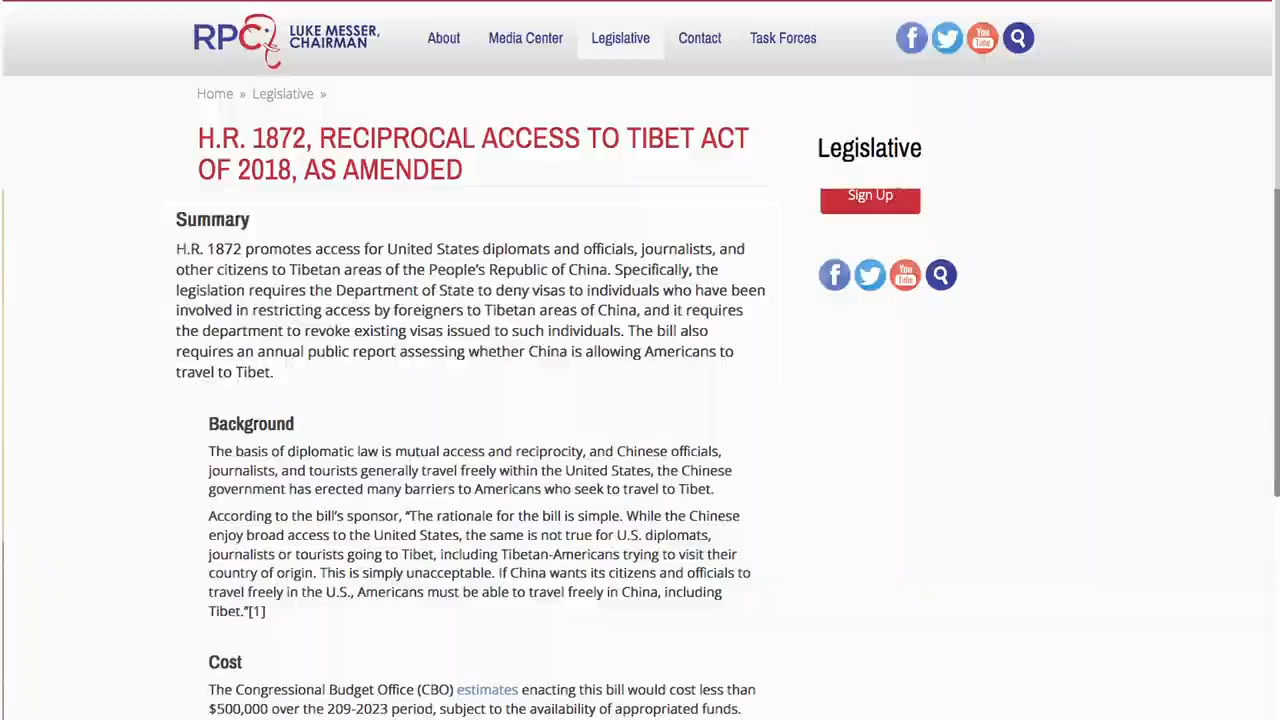 RPC LUKE MESSER,
CHAIRMAN
About Media Center Legislative Contact Task Forces
Home » Legislative »
H.R. 1872, RECIPROCAL ACCESS TO TIBET ACT
OF 2018, AS AMENDED
Legislative
Sign Up
You
Tube
You
Tube
Summary
H.R. 1872 promotes access for United States diplomats and officials, journalists, and
other citizens to Tibetan areas of the People's Republic of China. Specifically, the
legislation requires the Department of State to deny visas to individuals who have been
involved in restricting access by foreigners to Tibetan areas of China, and it requires
the department to revoke existing visas issued to such individuals. The bill also
requires an annual public report assessing whether China is allowing Americans to
travel to Tibet.
Background
The basis of diplomatic law is mutual access and reciprocity, and Chinese officials,
journalists, and tourists generally travel freely within the United States, the Chinese
government has erected many barriers to Americans who seek to travel to Tibet.
According to the bill's sponsor, “The rationale for the bill is simple. While the Chinese
enjoy broad access to the United States, the same is not true for U.S. diplomats,
journalists or tourists going to Tibet, including Tibetan-Americans trying to visit their
country of origin. This is simply unacceptable. If China wants its citizens and officials to
travel freely in the U.S., Americans must be able to travel freely in China, including
Tibet.”[1]
Cost
The Congressional Budget Office (CBO) estimates enacting this bill would cost less than
$500,000 over the 209-2023 period, subject to the availability of appropriated funds.